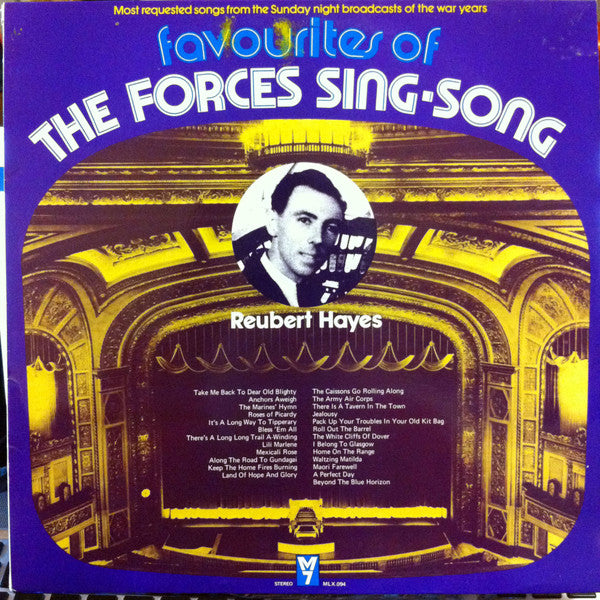 Most requested songs from the Sunday night broadcasts of the war years
favourites of
THE FORCES SING-SONG
Reubert Hayes
Take Me Back To Dear Old Blighty
Anchors Aweigh
The Marines' Hymn
Roses of Picardy
It's A Long Way To Tipperary
Bless 'Em All
There's A Long Long Trail A-Winding
Lili Marlene
Mexicali Rose
Along The Road To Gundagai
Keep The Home Fires Burning
Land Of Hope And Glory
The Caissons Go Rolling Along
The Army Air Corps
There Is A Tavern In The Town
Jealousy
Pack Up Your Troubles In Your Old Kit Bag
Roll Out The Barrel
The White Cliffs Of Dover
I Belong To Glasgow
Home On The Range
Waltzing Matilda
Maori Farewell
A Perfect Day
Beyond The Blue Horizon
M7
STEREO MLX 094